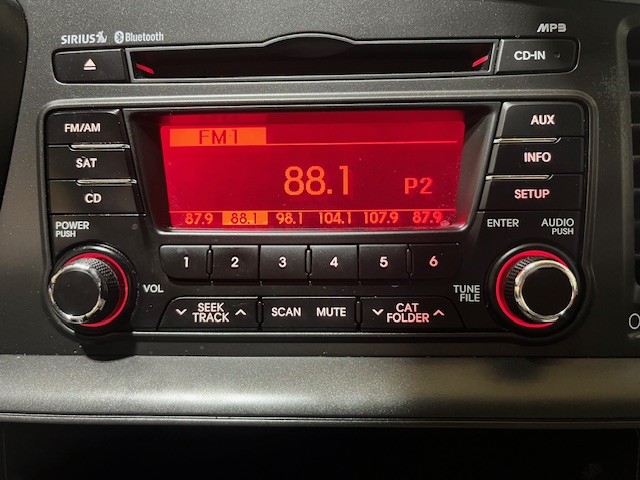 SIRIUS Bluetooth MP3
CD-IN
FM/AM AUX
SAT INFO
CD SETUP
FM1
88.1 P2
87.9 88.1 98.1 104.1 107.9 87.9
POWER
PUSH
ENTER
AUDIO
PUSH
1 2 3 4 5 6
VOL
TUNE
FILE
SEEK
TRACK
SCAN MUTE
CAT
FOLDER